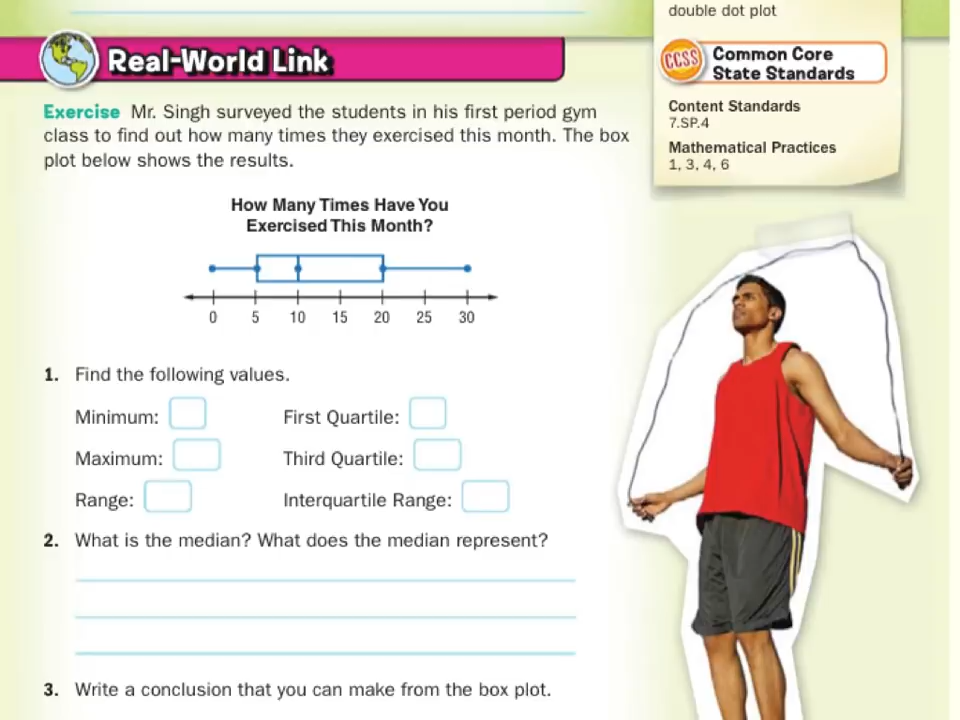 double dot plot
Real-World Link
CCSS
Common Core
State Standards
Content Standards
7.SP.4
Mathematical Practices
1, 3, 4, 6
Exercise Mr. Singh surveyed the students in his first period gym
class to find out how many times they exercised this month. The box
plot below shows the results.
How Many Times Have You
Exercised This Month?
0 5 10 15 20 25 30
1. Find the following values.
Minimum: First Quartile:
Maximum: Third Quartile:
Range: Interquartile Range:
2. What is the median? What does the median represent?
3. Write a conclusion that you can make from the box plot.